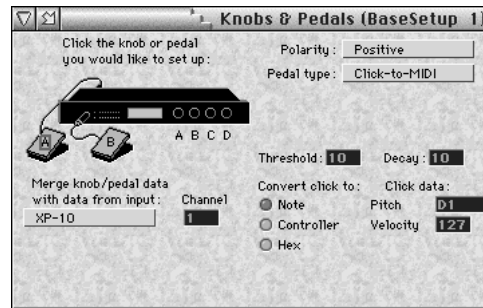 Knobs & Pedals (BaseSetup 1)
Click the knob or pedal
you would like to set up:
A
B
A B C D
Merge knob/pedal data
with data from input:
XP-10
Channel
1
Polarity: Positive
Pedal type: Click-to-MIDI
Threshold: 10 Decay: 10
Convert click to: Click data:
Note Pitch D1
Controller Velocity 127
Hex